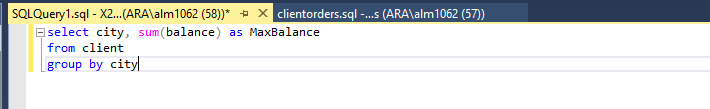 SQLQuery1.sql - X2...(ARA\alm1062 (58))* clientorders.sql -...s (ARA\alm1062 (57))
select city, sum(balance) as MaxBalance
from client
group by city